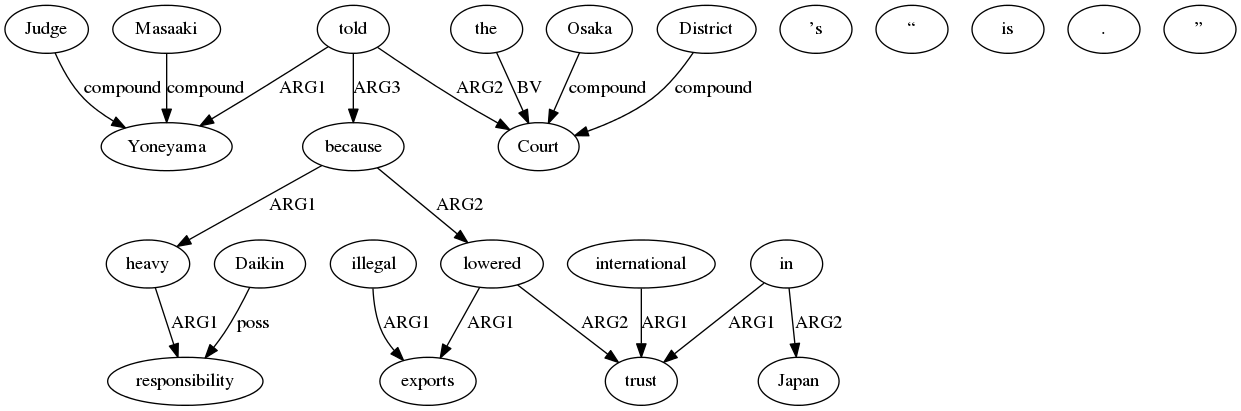 Judge Masaaki told the Osaka District ’s “ is . ”
compound compound ARG1 ARG3 ARG2 BV compound compound
Yoneyama because Court
ARG1 ARG2
heavy Daikin illegal lowered international in
ARG1 poss ARG1 ARG1 ARG2 ARG1 ARG1 ARG2
responsibility exports trust Japan